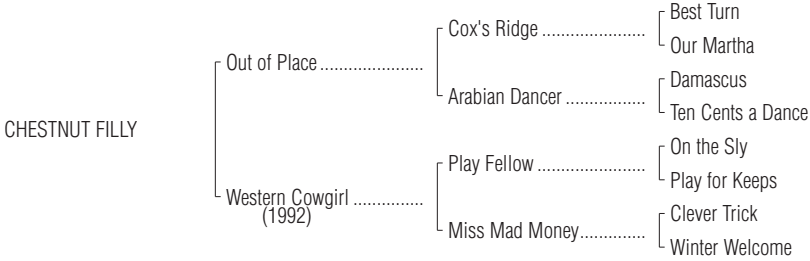 Best Turn
Cox's Ridge ......................
Our Martha
Out of Place ......................
Damascus
Arabian Dancer .................
Ten Cents a Dance
CHESTNUT FILLY
On the Sly
Play Fellow .......................
Play for Keeps
Western Cowgirl ...............
(1992)
Clever Trick
Miss Mad Money..............
Winter Welcome